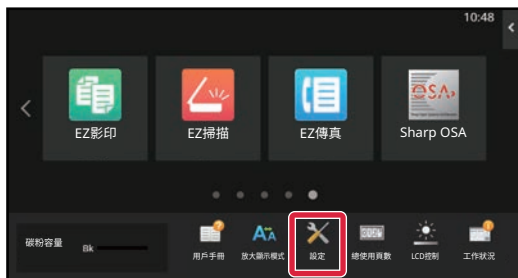 10:48
EZ影印
EZ掃描
EZ傳真
OSA
Sharp OSA
碳粉容量
Bk
用戶手冊
AA
放大顯示模式
設定
總使用頁數
LCD控制
工作狀況